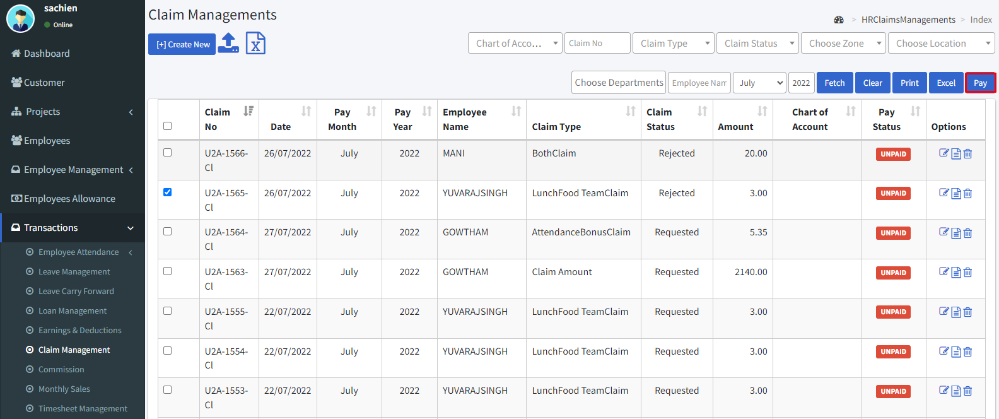 sachien
Online
Dashboard
Customer
Projects
Employees
Employee Management
Employees Allowance
Transactions
Employee Attendance
Leave Management
Leave Carry Forward
Loan Management
Earnings & Deductions
Claim Management
Commission
Monthly Sales
Timesheet Management
Claim Managements
HRClaimsManagements > Index
[+] Create New
Chart of Acco... Claim No Claim Type Claim Status Choose Zone Choose Location
Choose Departments Employee Nam July 2022 Fetch Clear Print Excel Pay
Claim No Date Pay Month Pay Year Employee Name Claim Type Claim Status Amount Chart of Account Pay Status Options
U2A-1566-Cl 26/07/2022 July 2022 MANI BothClaim Rejected 20.00 UNPAID
U2A-1565-Cl 26/07/2022 July 2022 YUVARAJSINGH LunchFood TeamClaim Rejected 3.00 UNPAID
U2A-1564-Cl 27/07/2022 July 2022 GOWTHAM AttendanceBonusClaim Requested 5.35 UNPAID
U2A-1563-Cl 27/07/2022 July 2022 GOWTHAM Claim Amount Requested 2140.00 UNPAID
U2A-1555-Cl 22/07/2022 July 2022 YUVARAJSINGH LunchFood TeamClaim Requested 3.00 UNPAID
U2A-1554-Cl 22/07/2022 July 2022 YUVARAJSINGH LunchFood TeamClaim Requested 3.00 UNPAID
U2A-1553-Cl 22/07/2022 July 2022 YUVARAJSINGH LunchFood TeamClaim Requested 3.00 UNPAID